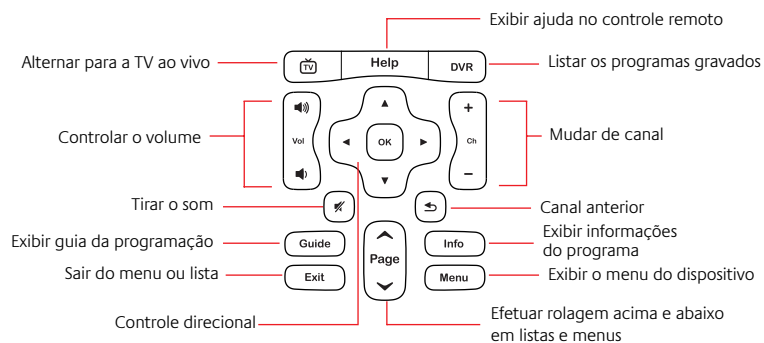 Exibir ajuda no controle remoto
Alternar para a TV ao vivo
TV
Help
DVR
Listar os programas gravados
Controlar o volume
Vol
OK
+
Ch
−
Mudar de canal
Tirar o som
Canal anterior
Exibir guia da programação
Guide
Page
Info
Exibir informações
do programa
Sair do menu ou lista
Exit
Menu
Exibir o menu do dispositivo
Controle direcional
Efetuar rolagem acima e abaixo
em listas e menus